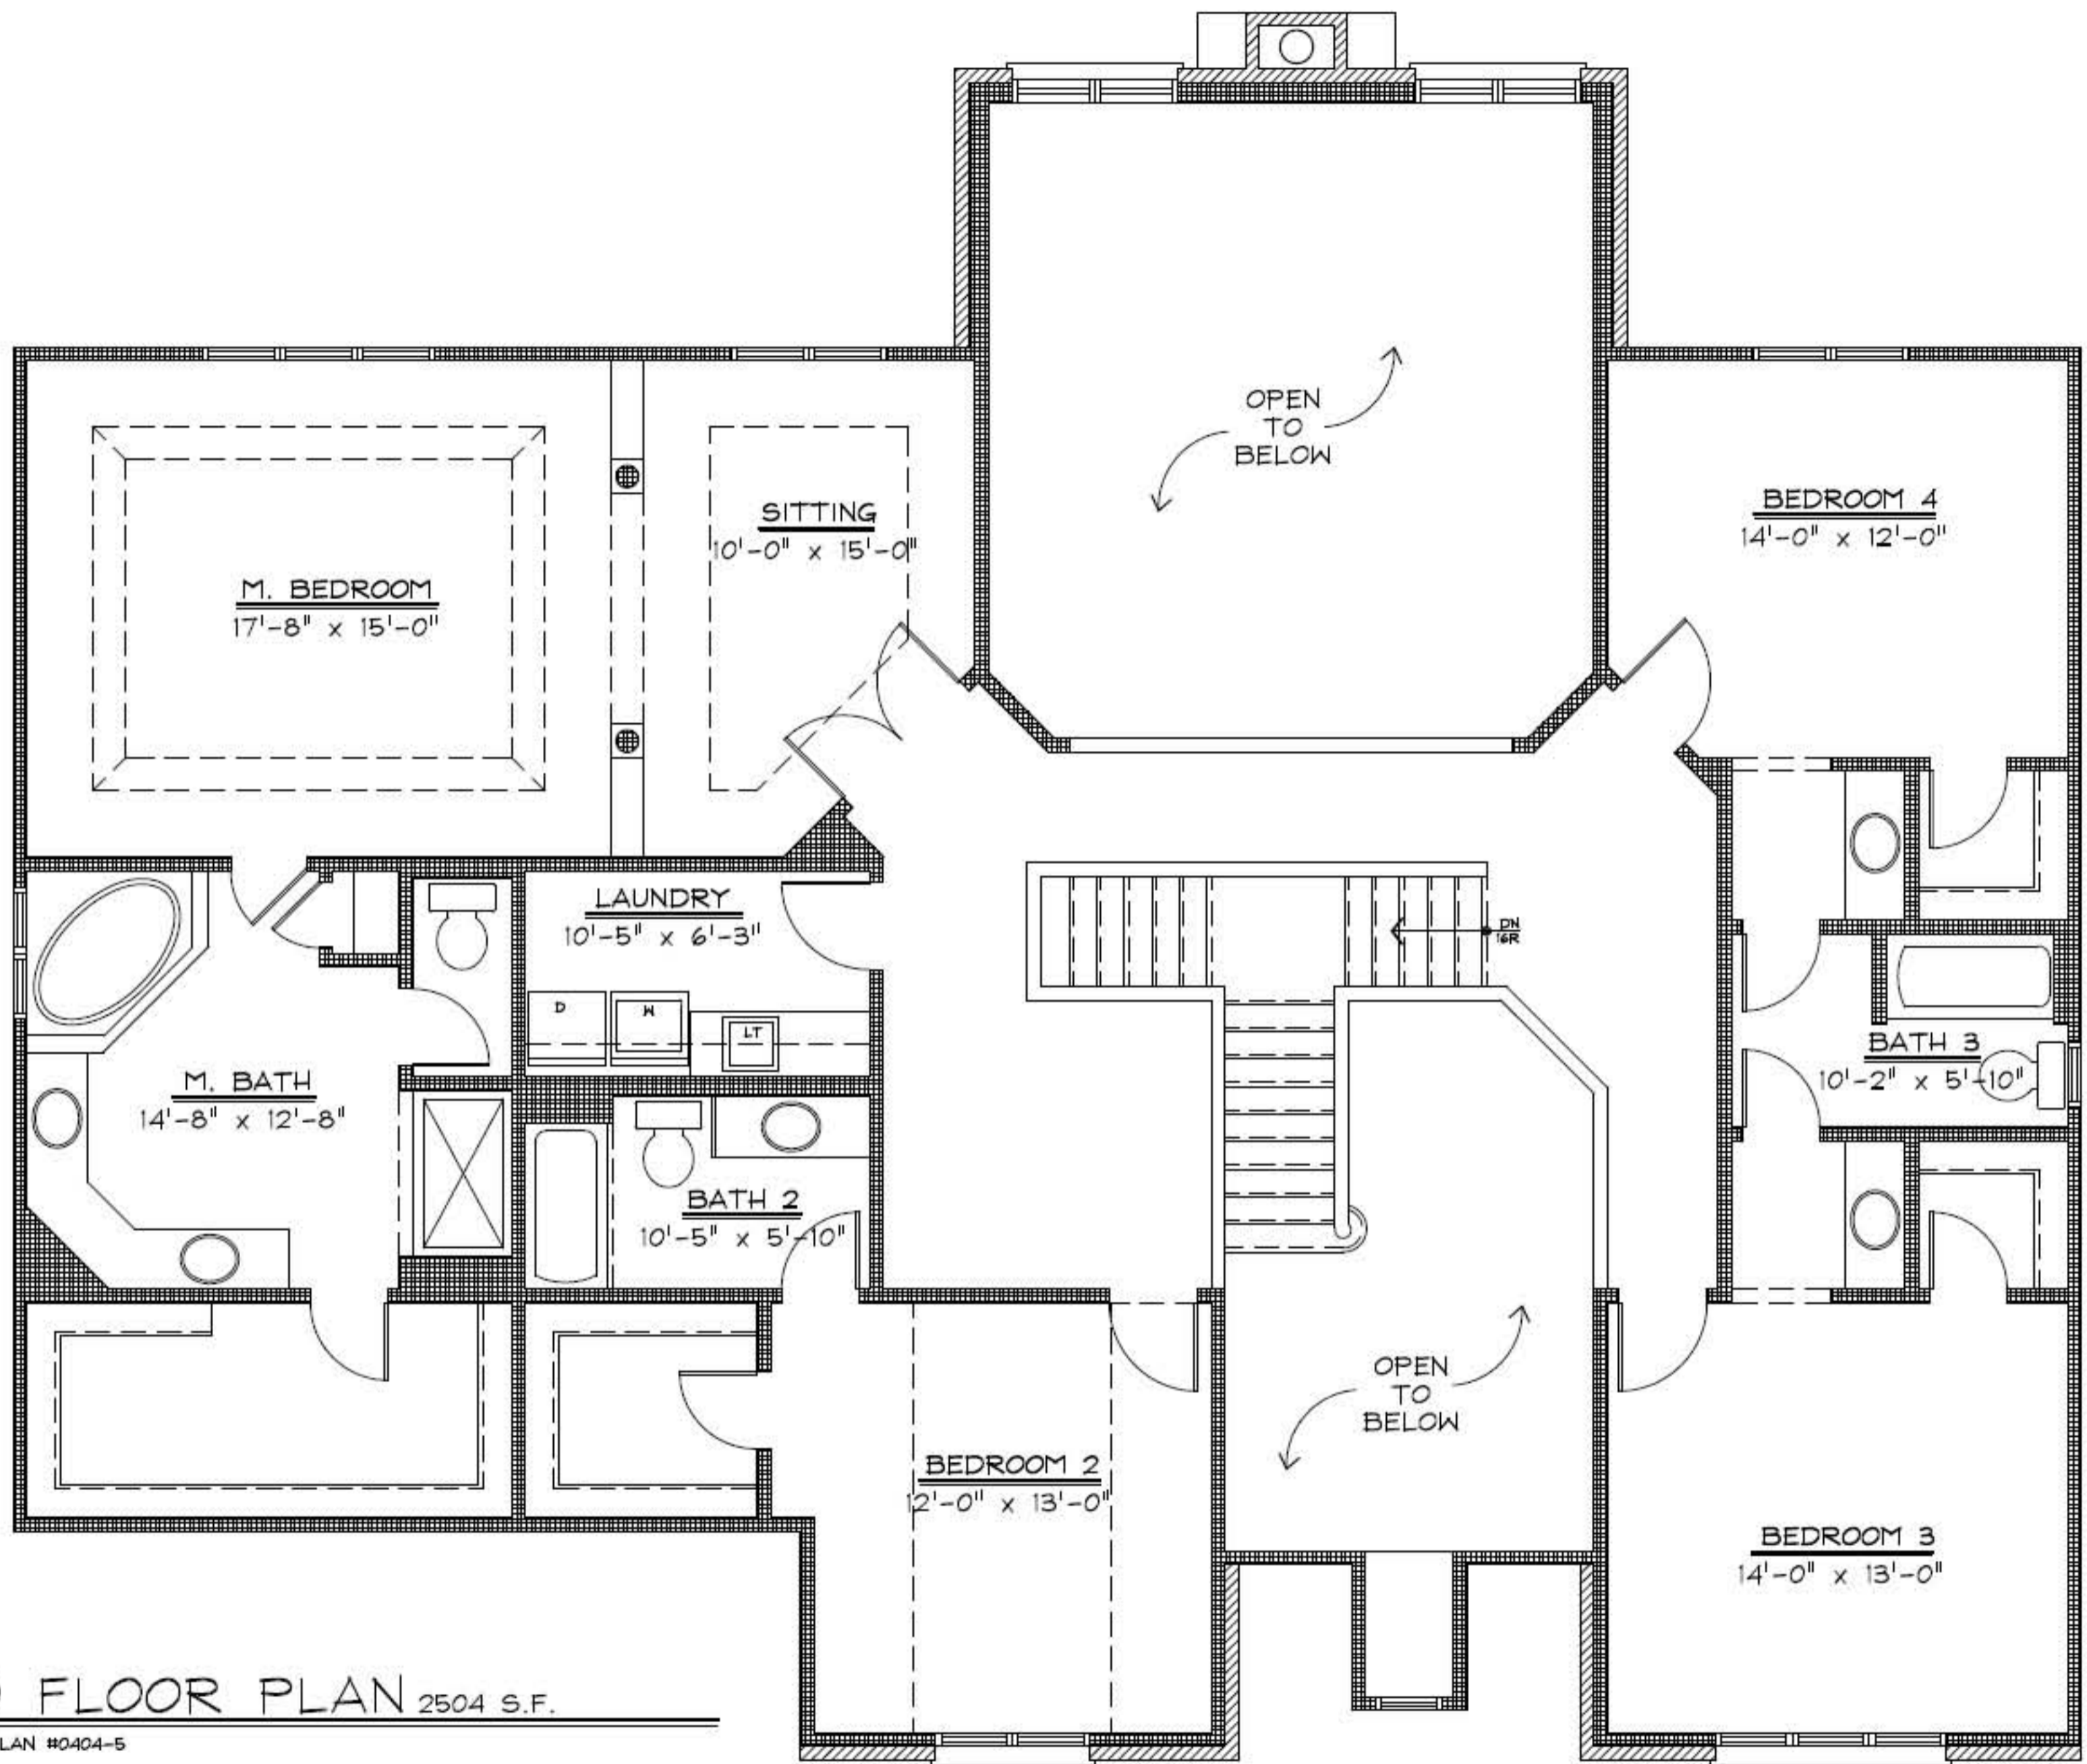 OPEN
TO
BELOW
BEDROOM 4
14'-0" x 12'-0"
SITTING
10'-0" x 15'-0"
M. BEDROOM
17'-8" x 15'-0"
LAUNDRY
10'-5" x 6'-3"
DN
16R
D
W
LT
BATH 3
10'-2" x 5'-10"
M. BATH
14'-8" x 12'-8"
BATH 2
10'-5" x 5'-10"
OPEN
TO
BELOW
BEDROOM 2
12'-0" x 13'-0"
BEDROOM 3
14'-0" x 13'-0"
FLOOR PLAN 2504 S.F.
LAN #0404-5